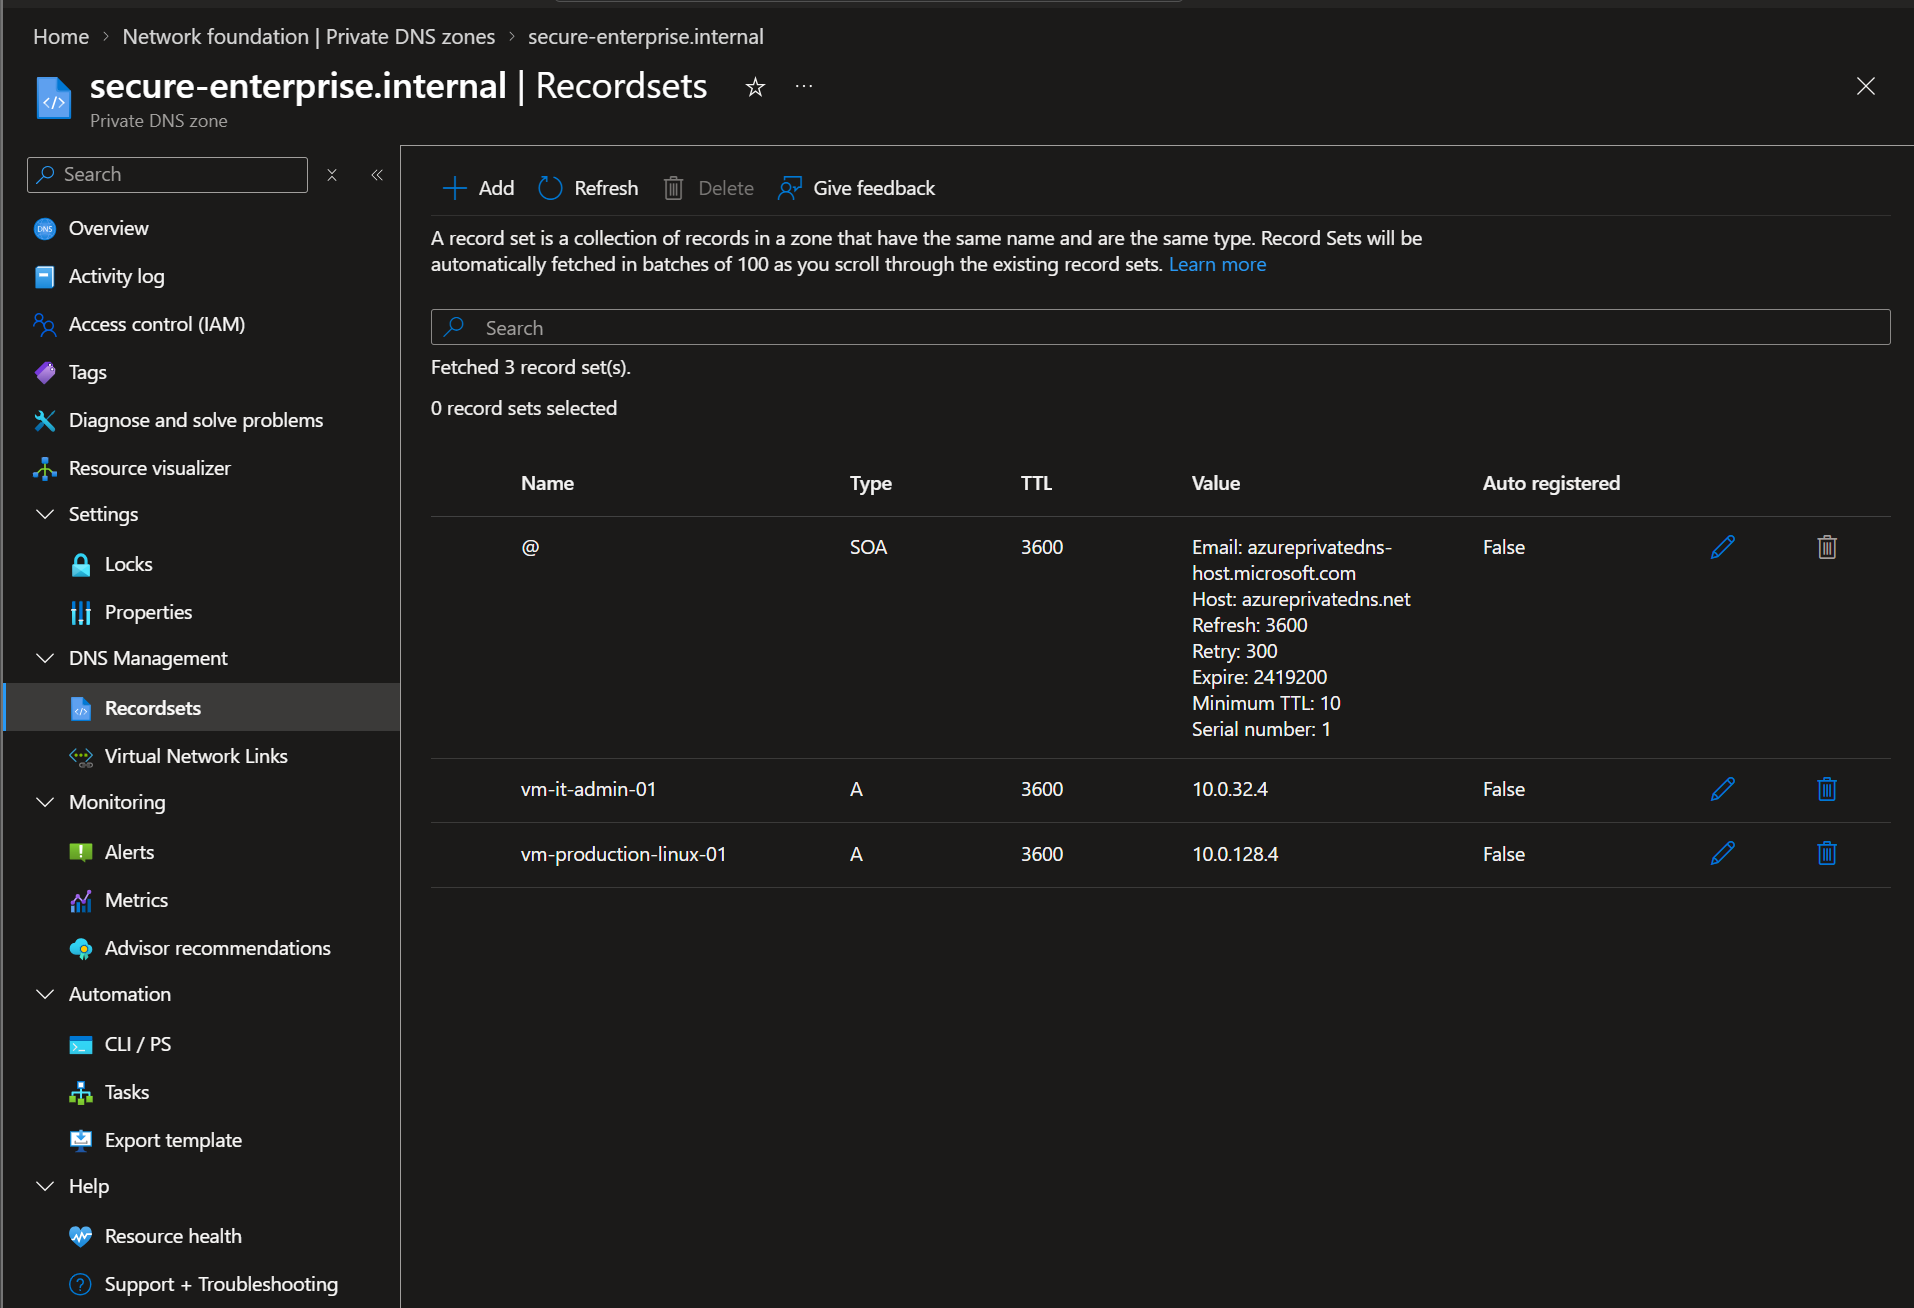 Home > Network foundation | Private DNS zones > secure-enterprise.internal
secure-enterprise.internal | Recordsets
Private DNS zone
Search
Overview
Activity log
Access control (IAM)
Tags
Diagnose and solve problems
Resource visualizer
Settings
Locks
Properties
DNS Management
Recordsets
Virtual Network Links
Monitoring
Alerts
Metrics
Advisor recommendations
Automation
CLI / PS
Tasks
Export template
Help
Resource health
Support + Troubleshooting
Add Refresh Delete Give feedback
A record set is a collection of records in a zone that have the same name and are the same type. Record Sets will be
automatically fetched in batches of 100 as you scroll through the existing record sets. Learn more
Search
Fetched 3 record set(s).
0 record sets selected
Name Type TTL Value Auto registered
@ SOA 3600 Email: azureprivatedns- False
host.microsoft.com
Host: azureprivatedns.net
Refresh: 3600
Retry: 300
Expire: 2419200
Minimum TTL: 10
Serial number: 1
vm-it-admin-01 A 3600 10.0.32.4 False
vm-production-linux-01 A 3600 10.0.128.4 False